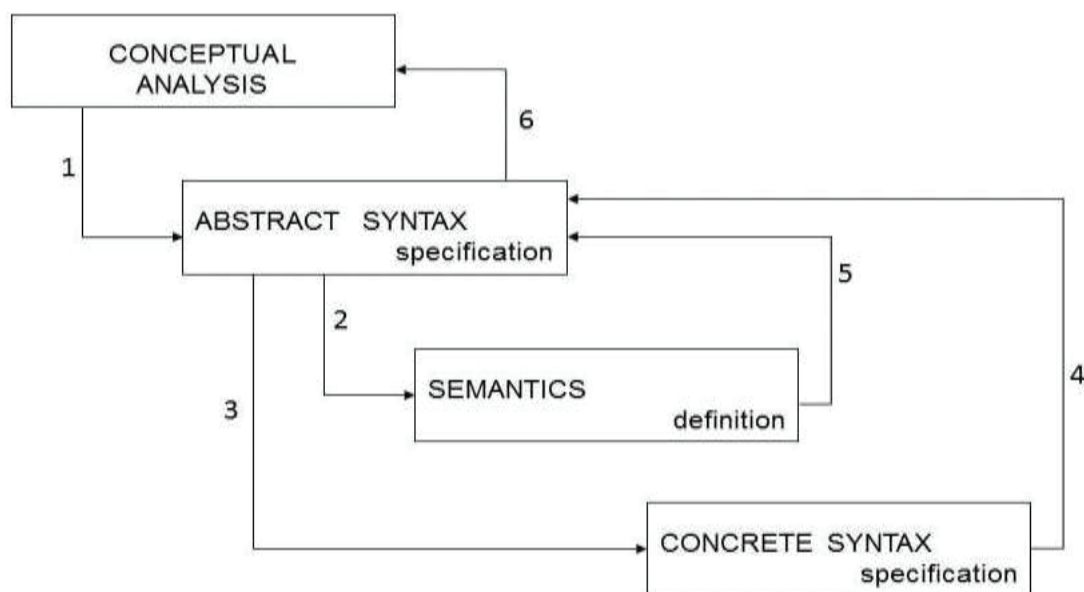 CONCEPTUAL
ANALYSIS
6
1
ABSTRACT SYNTAX
specification
5
2
SEMANTICS
definition
4
3
CONCRETE SYNTAX
specification